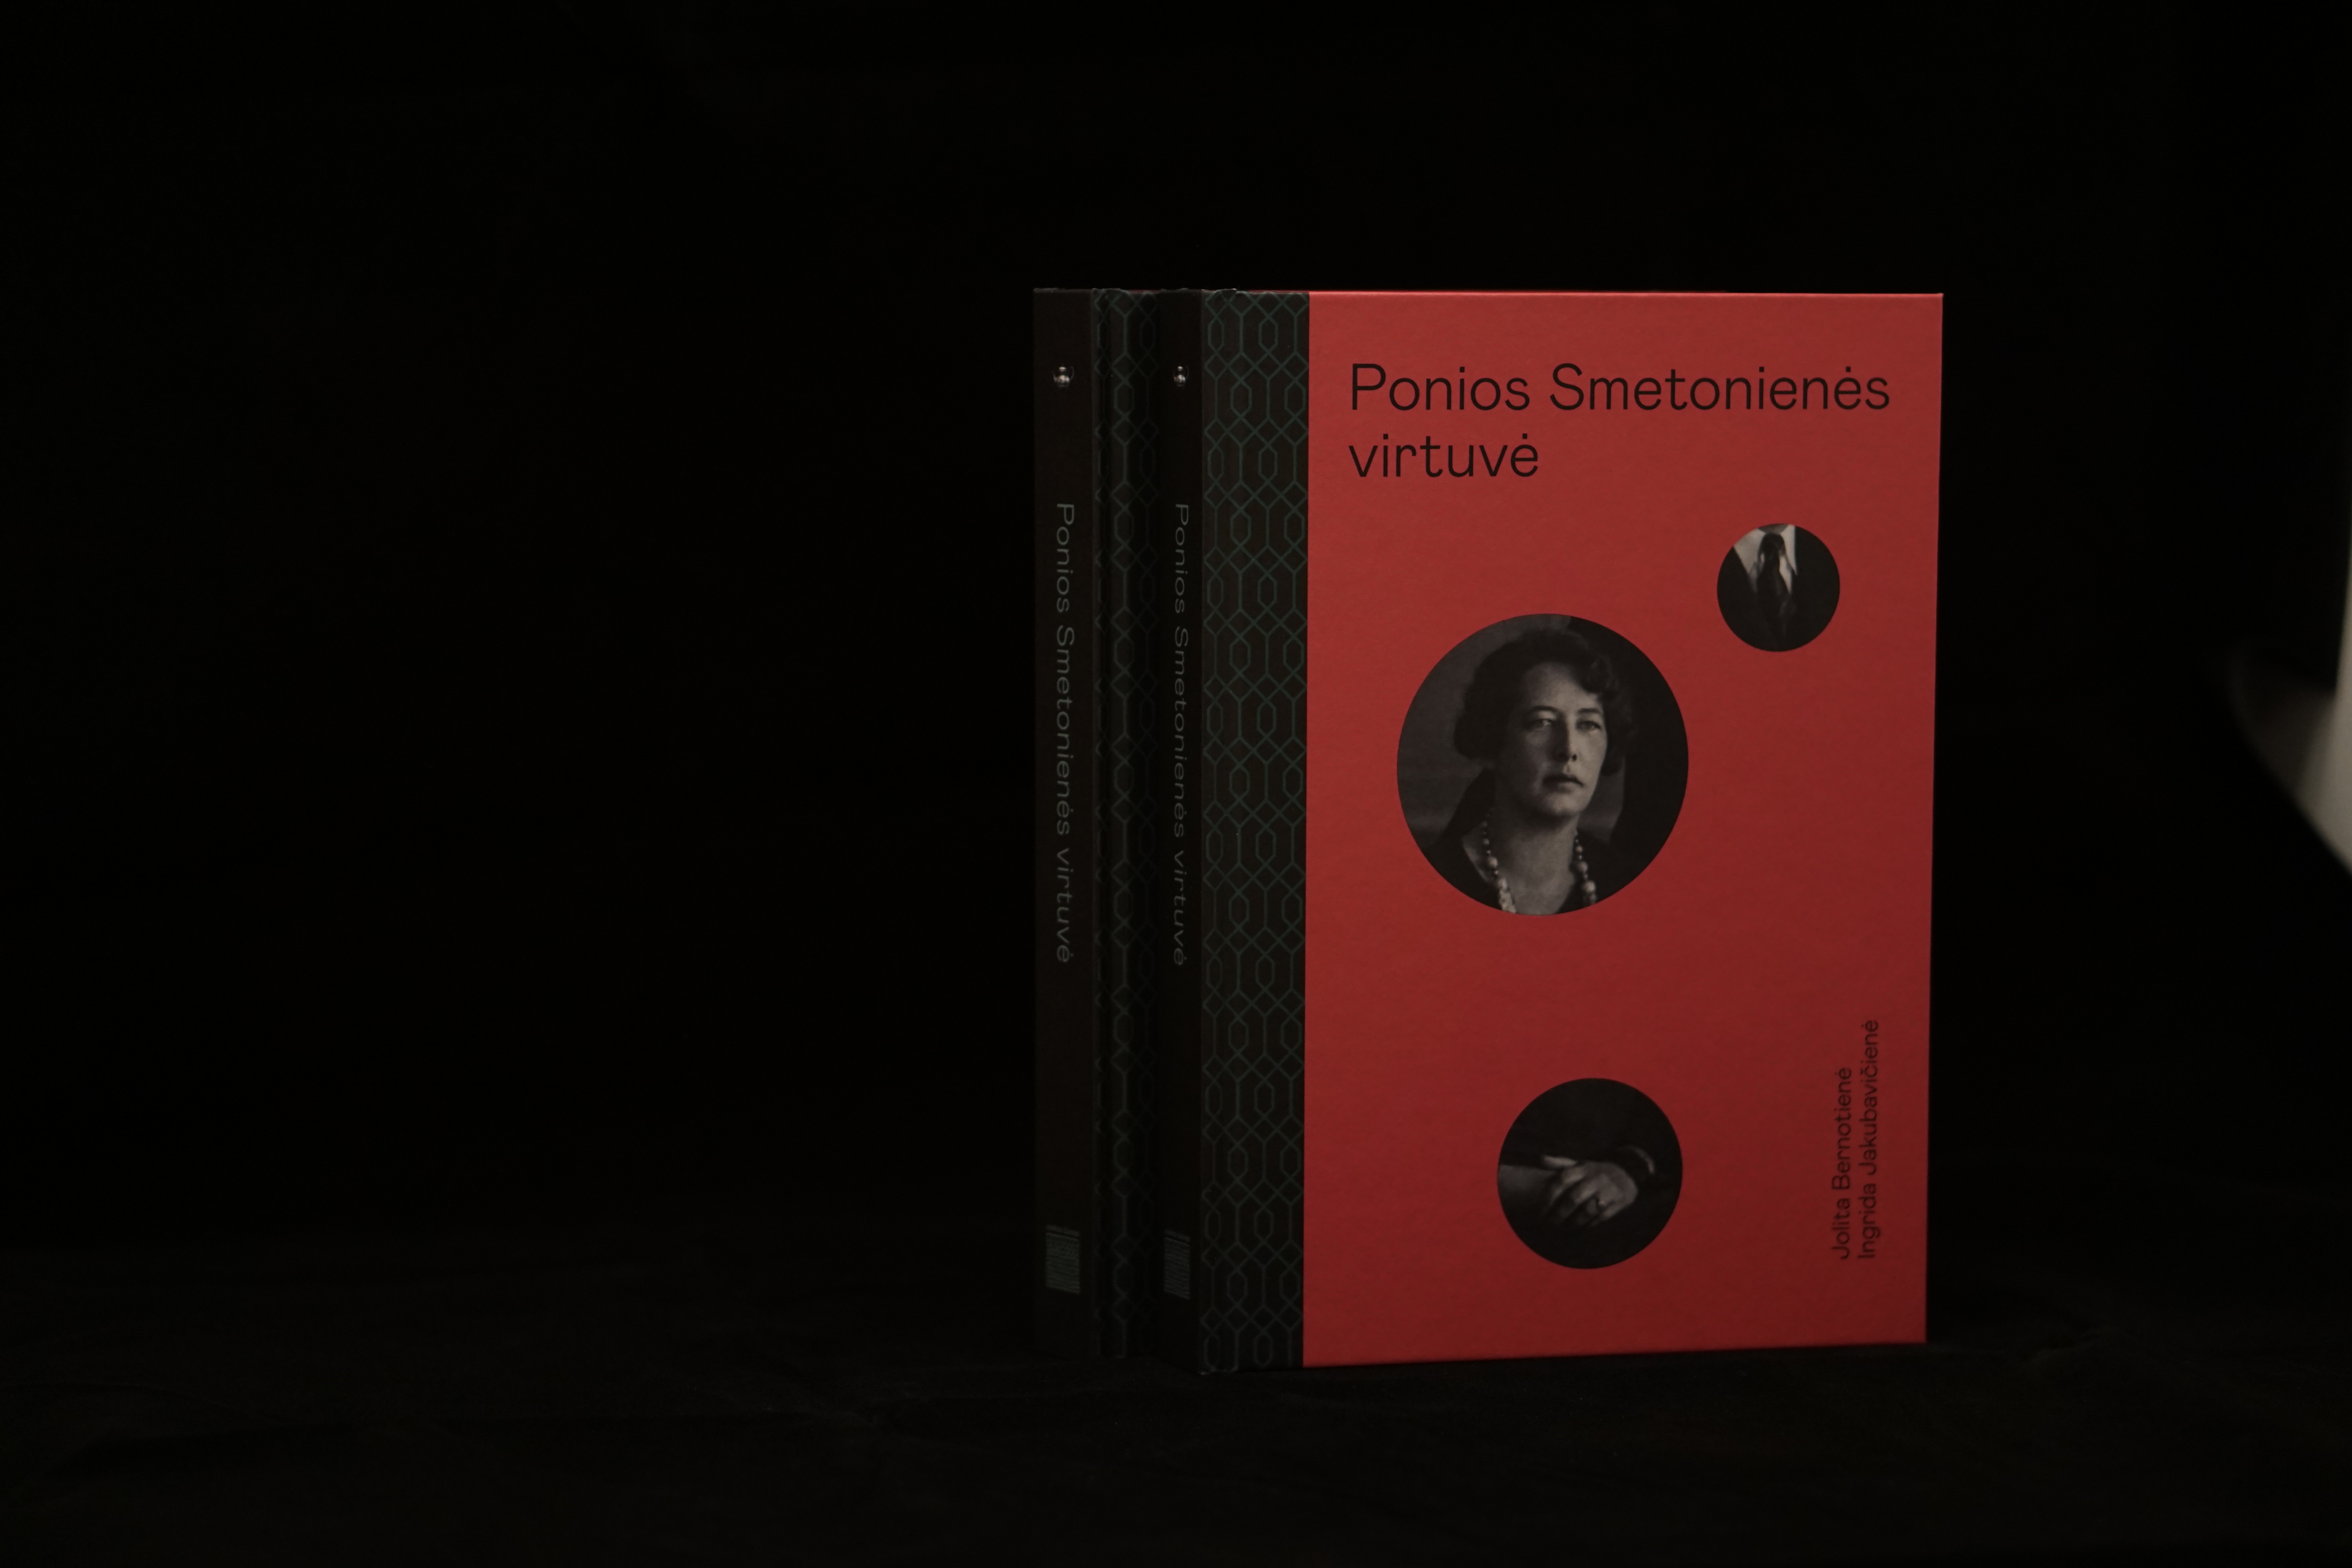 Ponios Smetonienės virtuvė
Ponios Smetonienės virtuvė
Ponios Smetonienės
virtuvė
Jolita Bernotienė
Ingrida Jakubavičienė